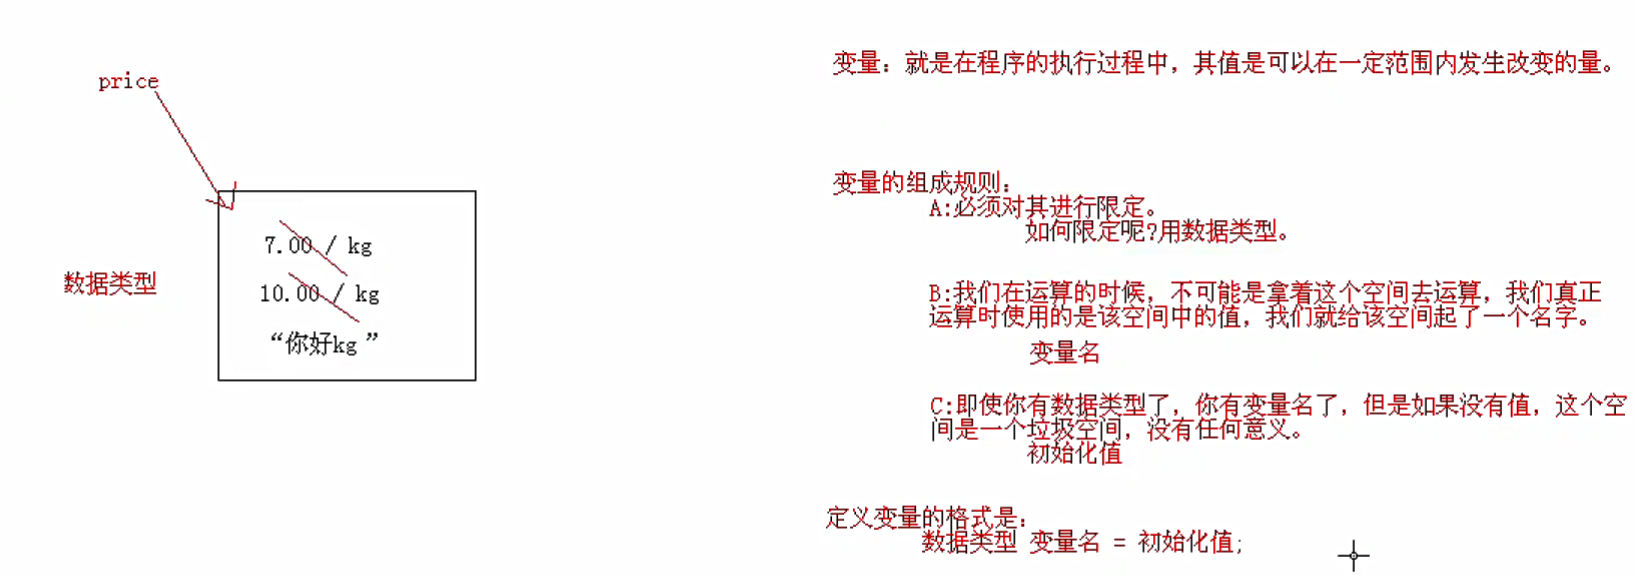 price
7.00 / kg
10.00 / kg
“你好kg ”
数据类型
变量：就是在程序的执行过程中，其值是可以在一定范围内发生改变的量。
变量的组成规则：
A:必须对其进行限定。
如何限定呢?用数据类型。
B:我们在运算的时候，不可能是拿着这个空间去运算，我们真正
运算时使用的是该空间中的值，我们就给该空间起了一个名字。
变量名
C:即使你有数据类型了，你有变量名了，但是如果没有值，这个空
间是一个垃圾空间，没有任何意义。
初始化值
定义变量的格式是：
数据类型 变量名 = 初始化值;